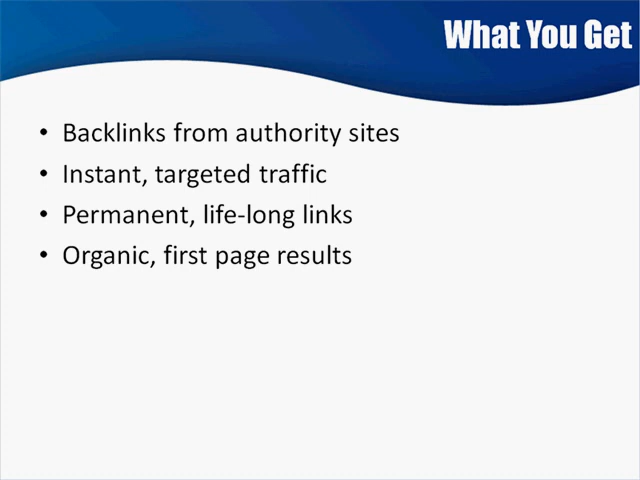 What You Get
• Backlinks from authority sites
• Instant, targeted traffic
• Permanent, life-long links
• Organic, first page results